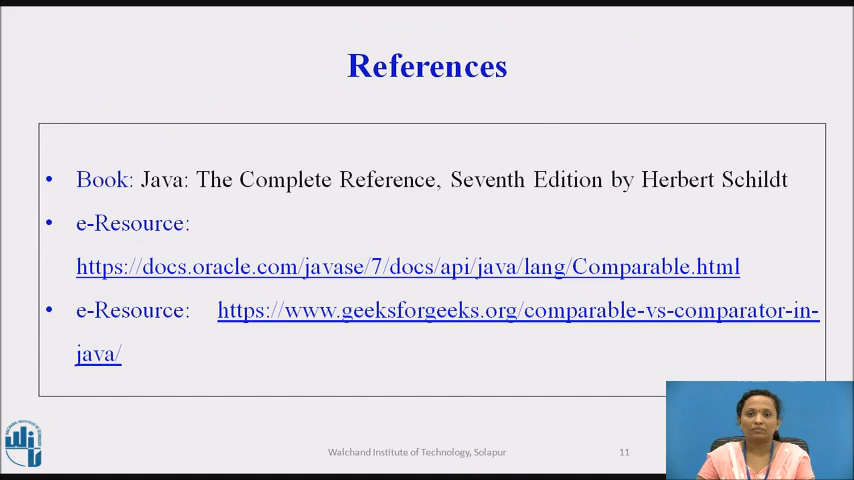 References
• Book: Java: The Complete Reference, Seventh Edition by Herbert Schildt
• e-Resource:
https://docs.oracle.com/javase/7/docs/api/java/lang/Comparable.html
• e-Resource: https://www.geeksforgeeks.org/comparable-vs-comparator-in-
java/
Walchand Institute of Technology, Solapur
11